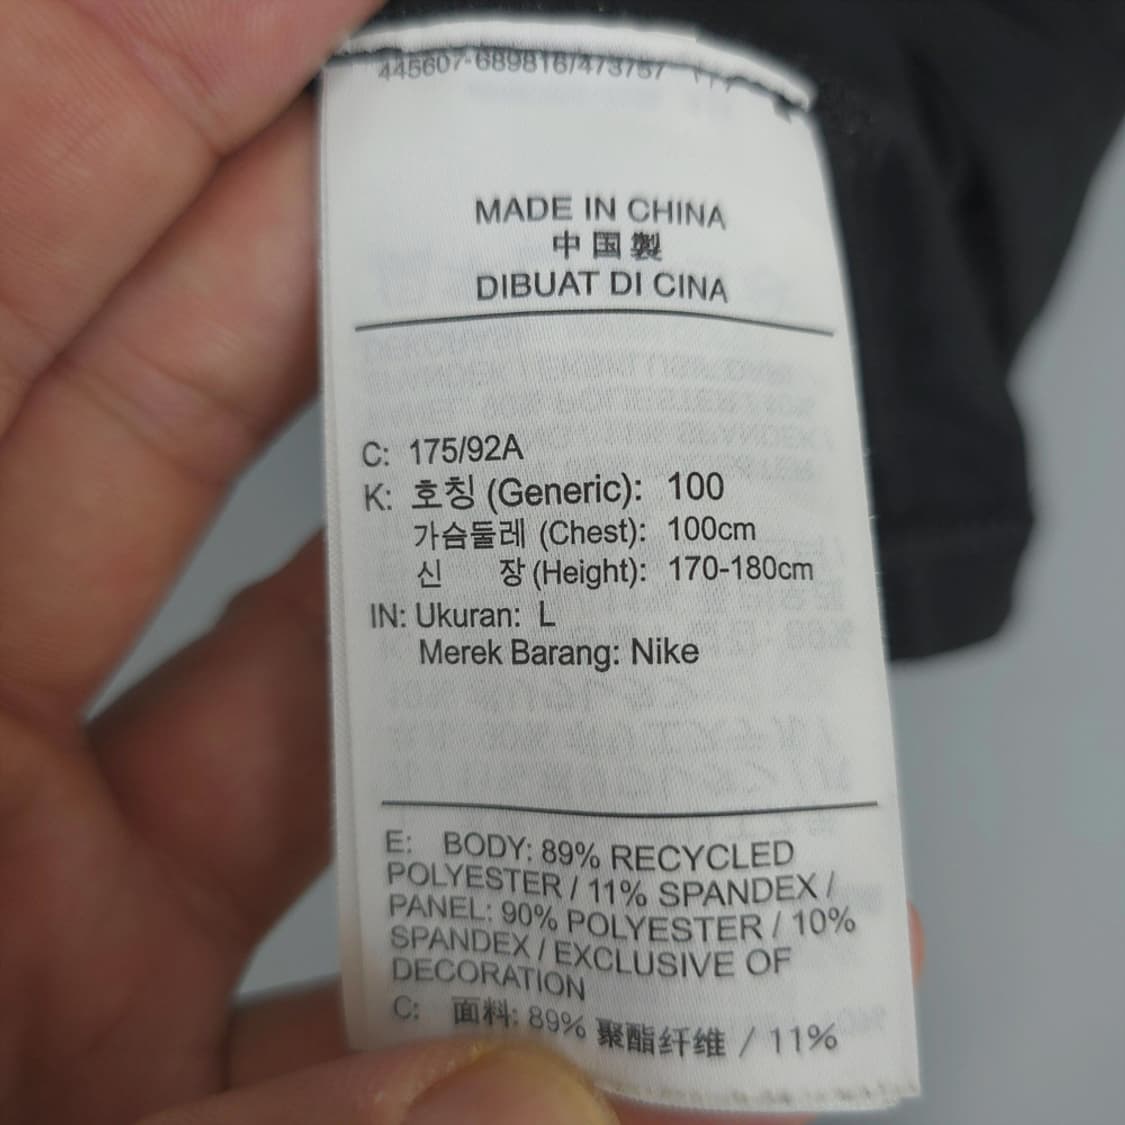 445607-689816/473757
MADE IN CHINA
中国製
DIBUAT DI CINA
C: 175/92A
K: 호칭 (Generic): 100
가슴둘레 (Chest): 100cm
신 장 (Height): 170-180cm
IN: Ukuran: L
Merek Barang: Nike
E: BODY: 89% RECYCLED
POLYESTER / 11% SPANDEX /
PANEL: 90% POLYESTER / 10%
SPANDEX / EXCLUSIVE OF
DECORATION
C: 面料: 89% 聚酯纤维 / 11%